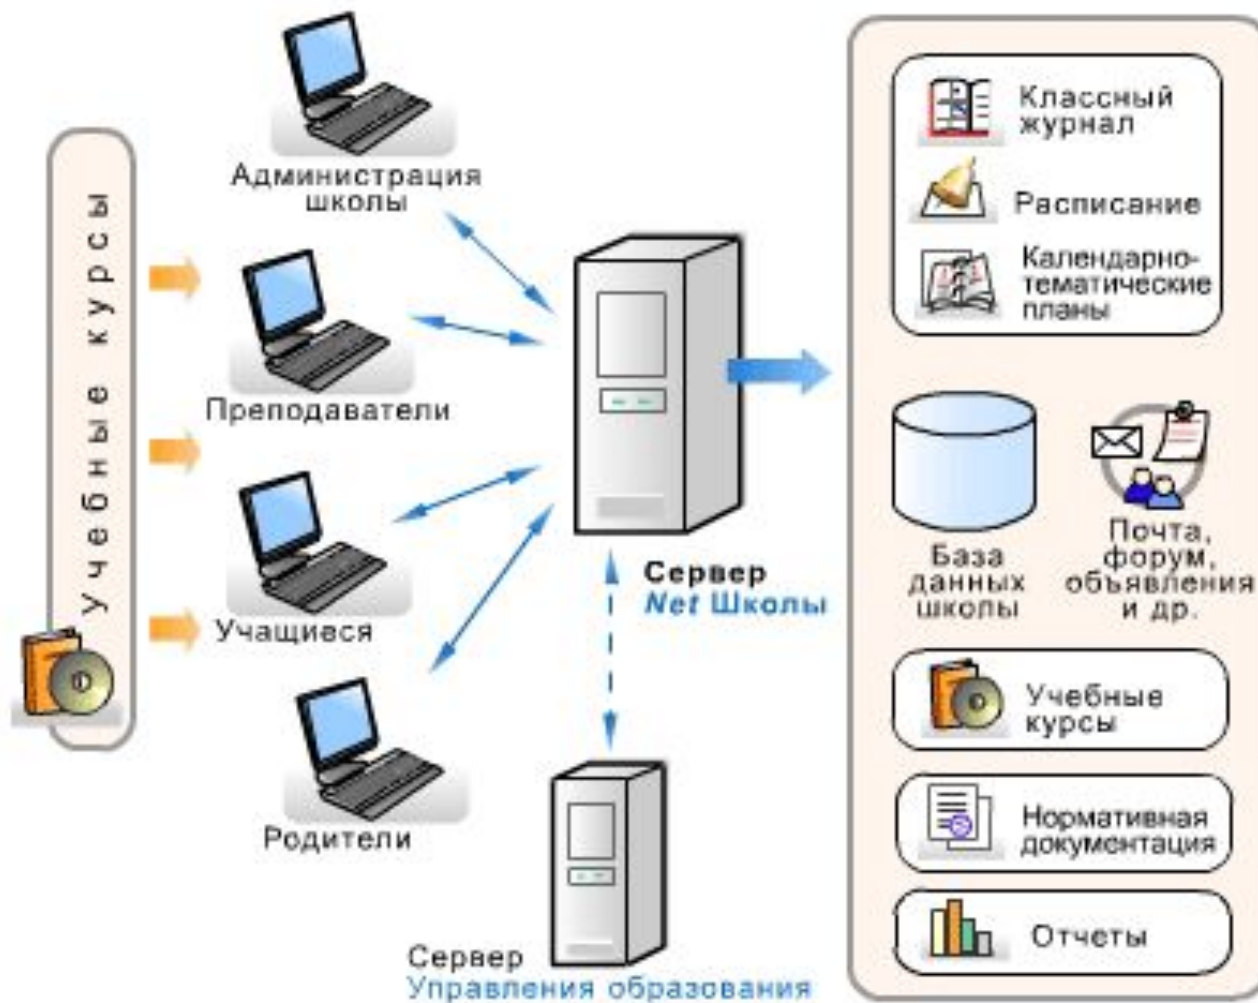 Учебные курсы
Администрация
школы
Преподаватели
Учащиеся
Родители
Сервер
Net Школы
Сервер
Управления образования
Классный
журнал
Расписание
Календарно-
тематические
планы
База
данных
школы
Почта,
форум,
объявления
и др.
Учебные
курсы
Нормативная
документация
Отчеты